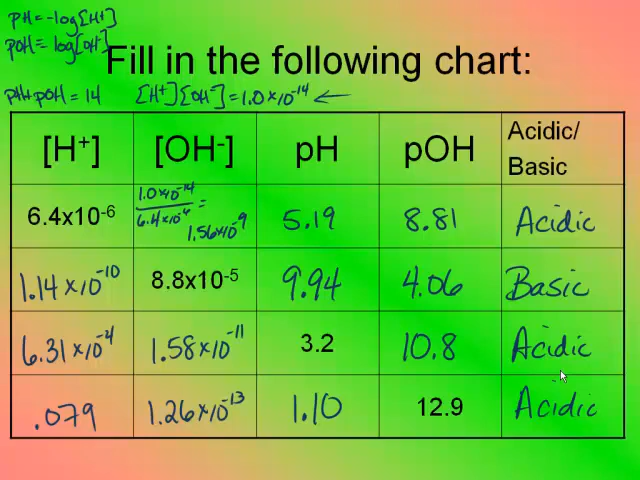 pH = -log[H⁺]
pOH = log[OH⁻]
Fill in the following chart:
pH+pOH = 14 [H⁺][OH⁻] = 1.0x10⁻¹⁴ ←
[H⁺] [OH-] pH pOH Acidic/
Basic
1.0x10⁻¹⁴
6.4x10⁻⁶ 6.4x10⁻⁶ = 1.56x10⁻⁹ 5.19 8.81 Acidic
1.14x10⁻¹⁰ 8.8x10⁻⁵ 9.94 4.06 Basic
6.31x10⁻⁴ 1.58x10⁻¹¹ 3.2 10.8 Acidic
.079 1.26x10⁻¹³ 1.10 12.9 Acidic